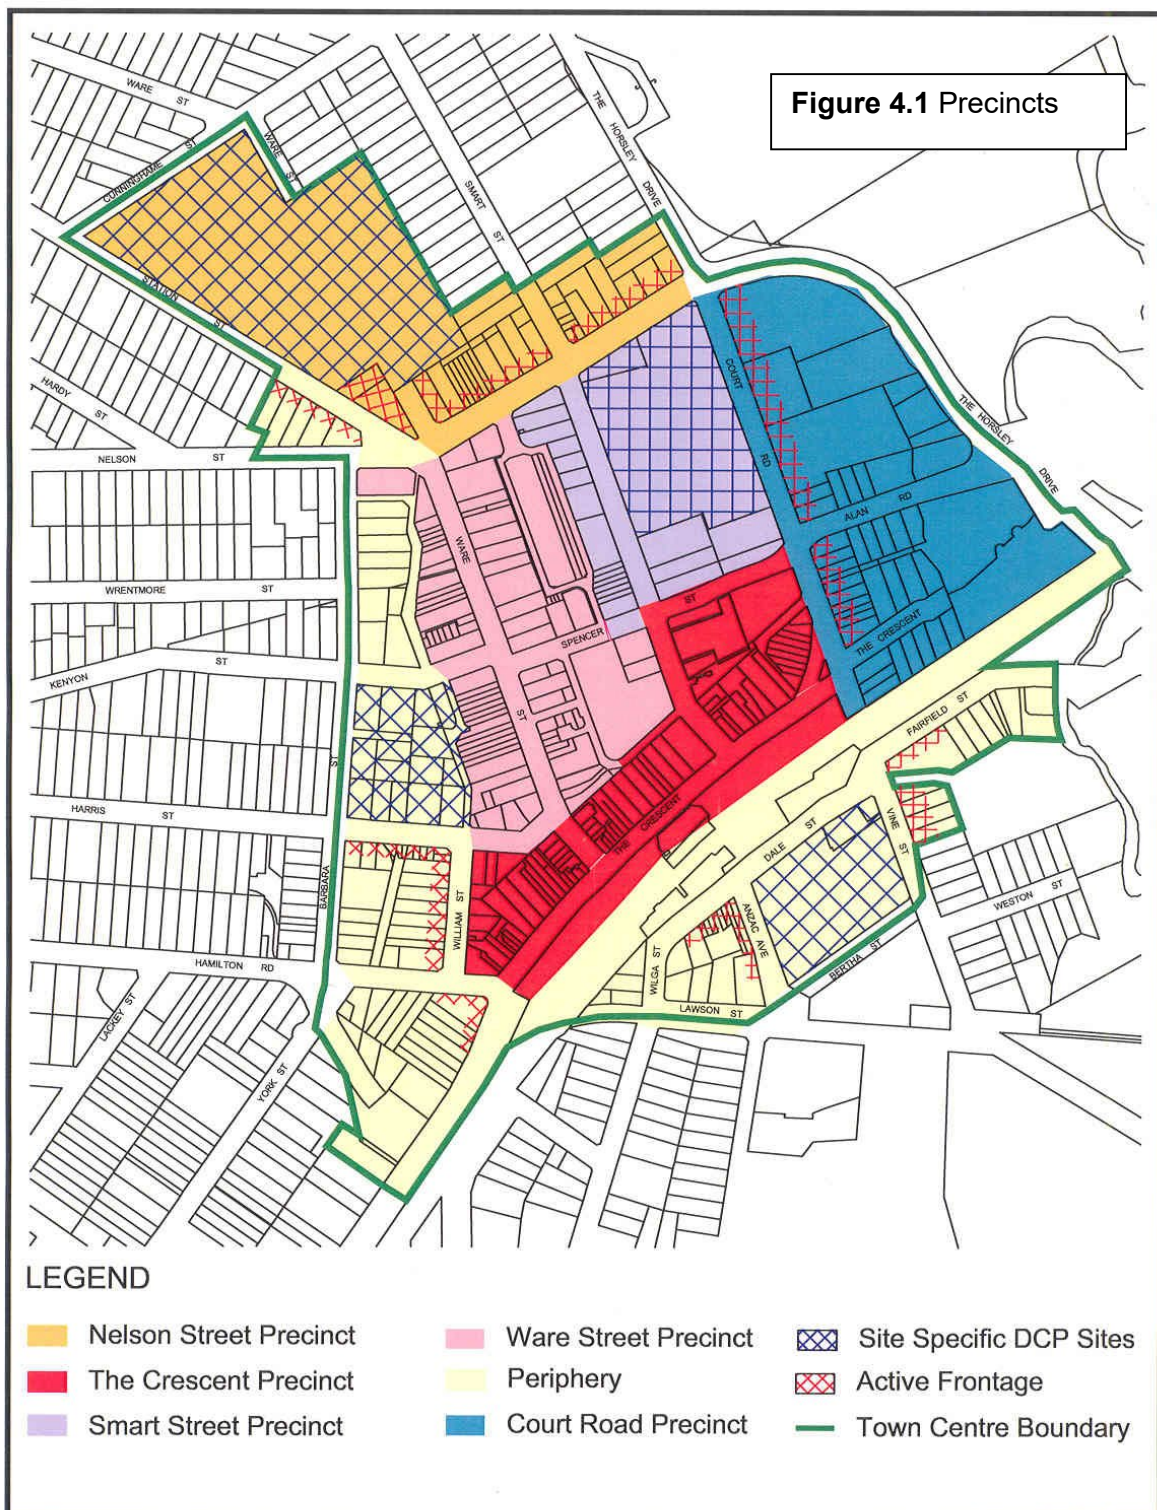 Figure 4.1 Precincts
WARE ST
CUNNINGHAME ST
WARE ST
SMART ST
THE HORSLEY DRIVE
STATION ST
HARDY ST
NELSON ST
COURT RD
THE HORSLEY DRIVE
ALAN RD
WRENTMORE ST
WARE ST
SPENCER ST
THE CRESCENT
KENYON ST
FAIRFIELD ST
HARRIS ST
BARBARA ST
THE CRESCENT
DALE ST
VINE ST
WILLIAM ST
ANZAC AVE
WESTON ST
HAMILTON RD
WILGA ST
BERTHA ST
LAWSON ST
LACKEY ST
YORK ST
LEGEND
Nelson Street Precinct
Ware Street Precinct
Site Specific DCP Sites
The Crescent Precinct
Periphery
Active Frontage
Smart Street Precinct
Court Road Precinct
Town Centre Boundary